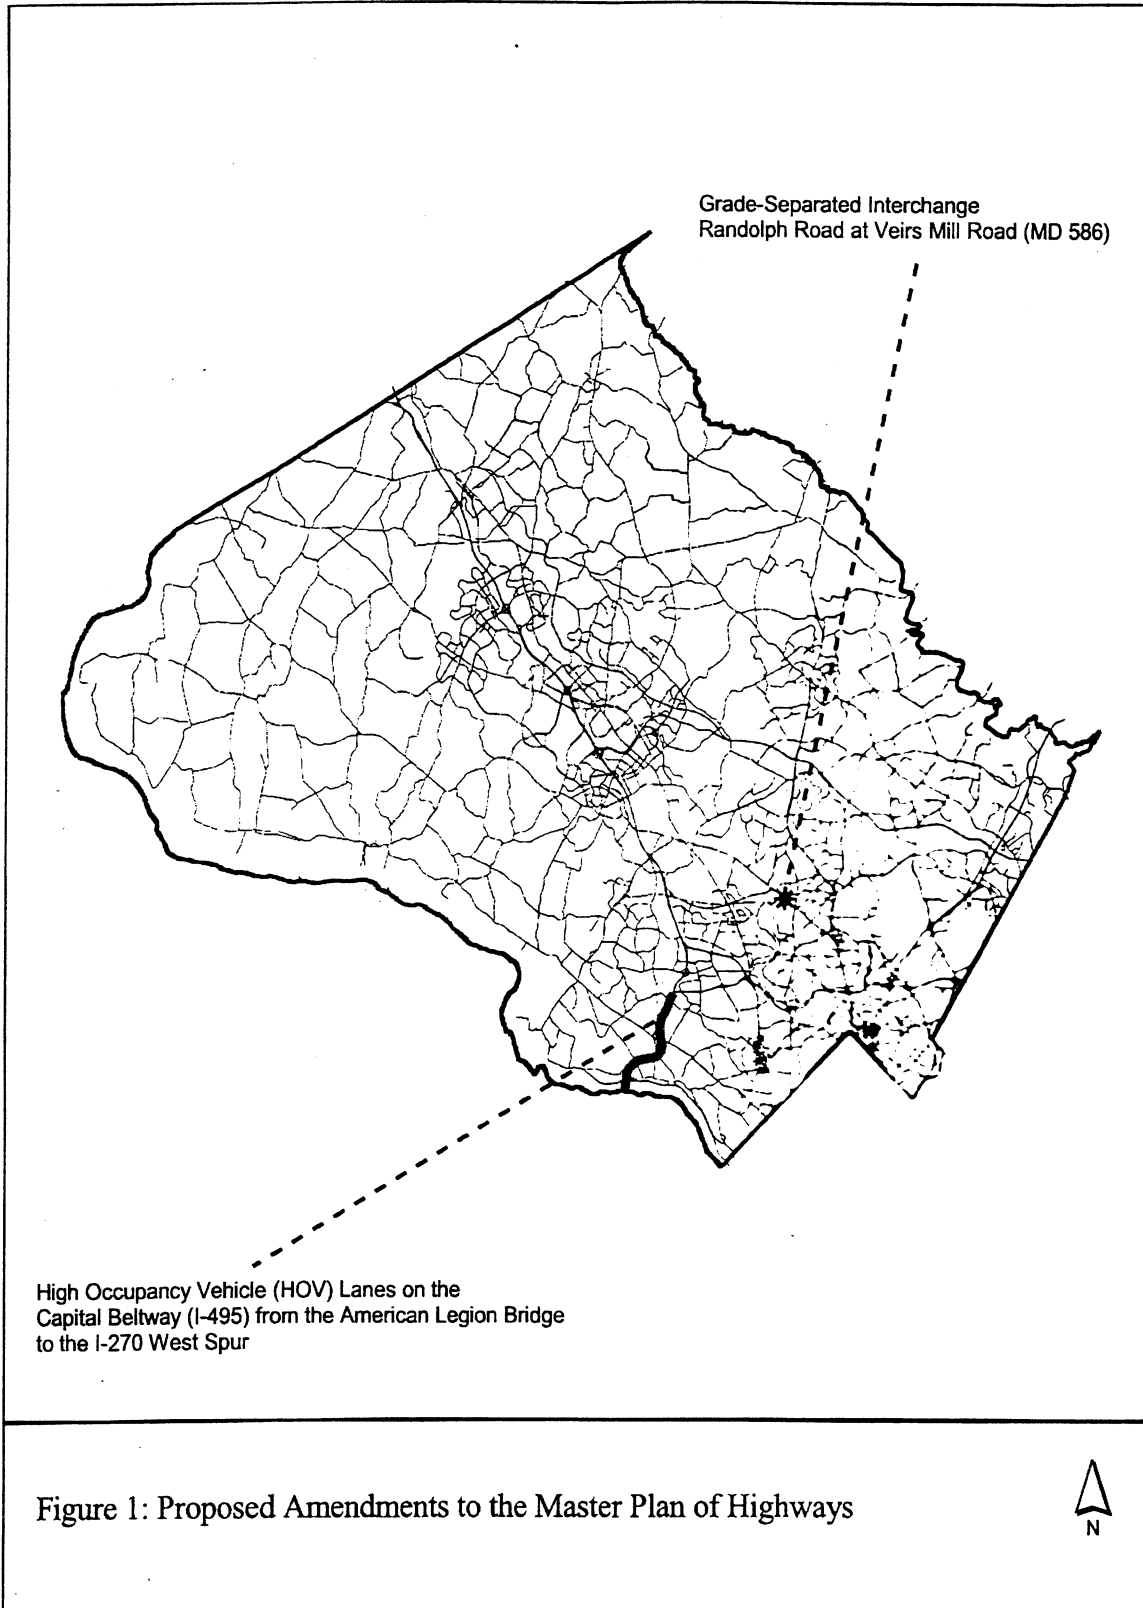 Grade-Separated Interchange
Randolph Road at Veirs Mill Road (MD 586)
High Occupancy Vehicle (HOV) Lanes on the
Capital Beltway (I-495) from the American Legion Bridge
to the I-270 West Spur
Figure 1: Proposed Amendments to the Master Plan of Highways
N